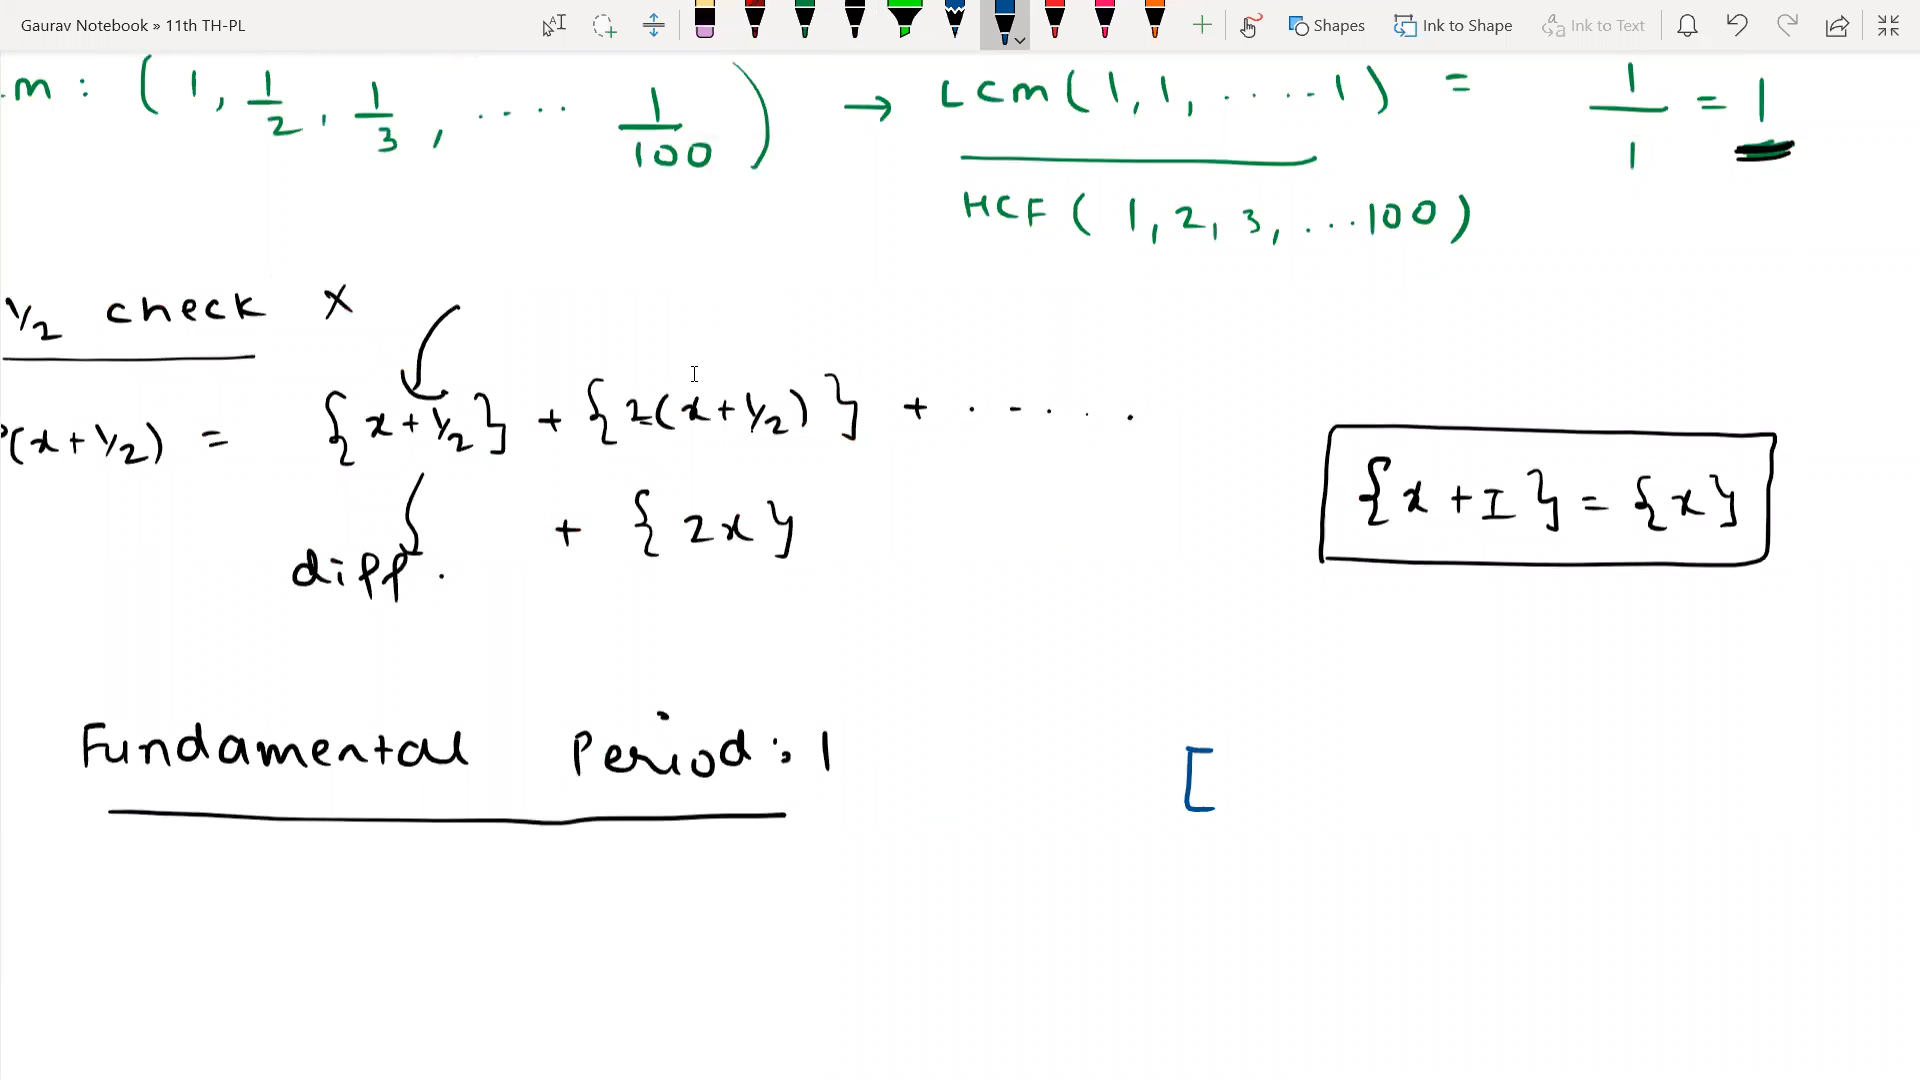 Gaurav Notebook » 11th TH-PL
Shapes
Ink to Shape
Ink to Text
.m : ( 1, 1/2, 1/3, .... 1/100 ) → LCM( 1, 1, .....1 ) / HCF ( 1, 2, 3, ...100 ) = 1/1 = 1
1/2 check X
(x + 1/2) = {x + 1/2} + {2(x + 1/2)} + .....
{x + I} = {x}
diff. + {2x}
Fundamental Period : 1
[